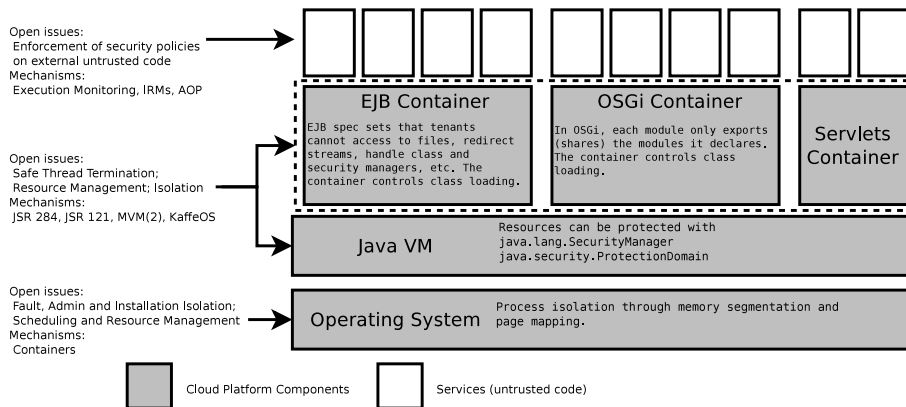 Open issues:
Enforcement of security policies
on external untrusted code
Mechanisms:
Execution Monitoring, IRMs, AOP
EJB Container
EJB spec sets that tenants
cannot access to files, redirect
streams, handle class and
security managers, etc. The
container controls class loading.
OSGi Container
In OSGi, each module only exports
(shares) the modules it declares.
The container controls class
loading.
Servlets
Container
Open issues:
Safe Thread Termination;
Resource Management; Isolation
Mechanisms:
JSR 284, JSR 121, MVM(2), KaffeOS
Java VM
Resources can be protected with
java.lang.SecurityManager
java.security.ProtectionDomain
Open issues:
Fault, Admin and Installation Isolation;
Scheduling and Resource Management
Mechanisms:
Containers
Operating System
Process isolation through memory segmentation and
page mapping.
Cloud Platform Components
Services (untrusted code)